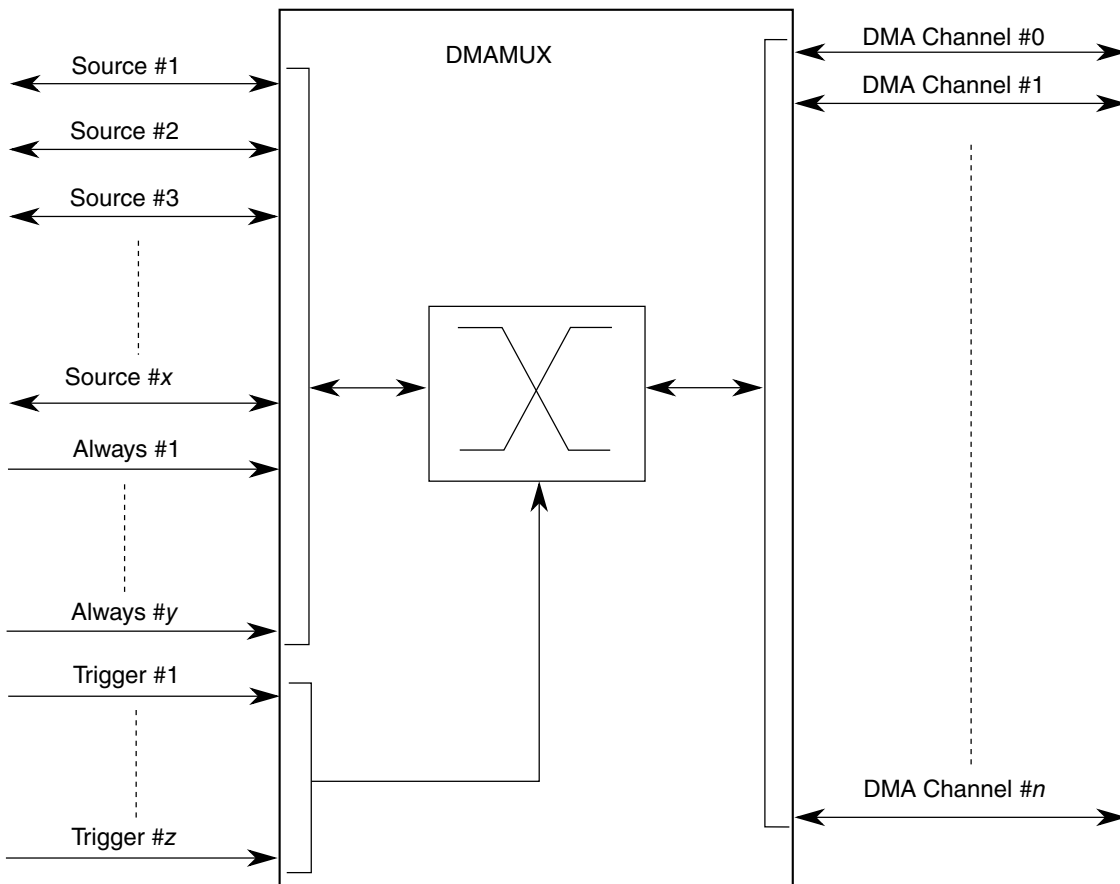 DMAMUX
Source #1
Source #2
Source #3
Source #x
Always #1
Always #y
Trigger #1
Trigger #z
DMA Channel #0
DMA Channel #1
DMA Channel #n